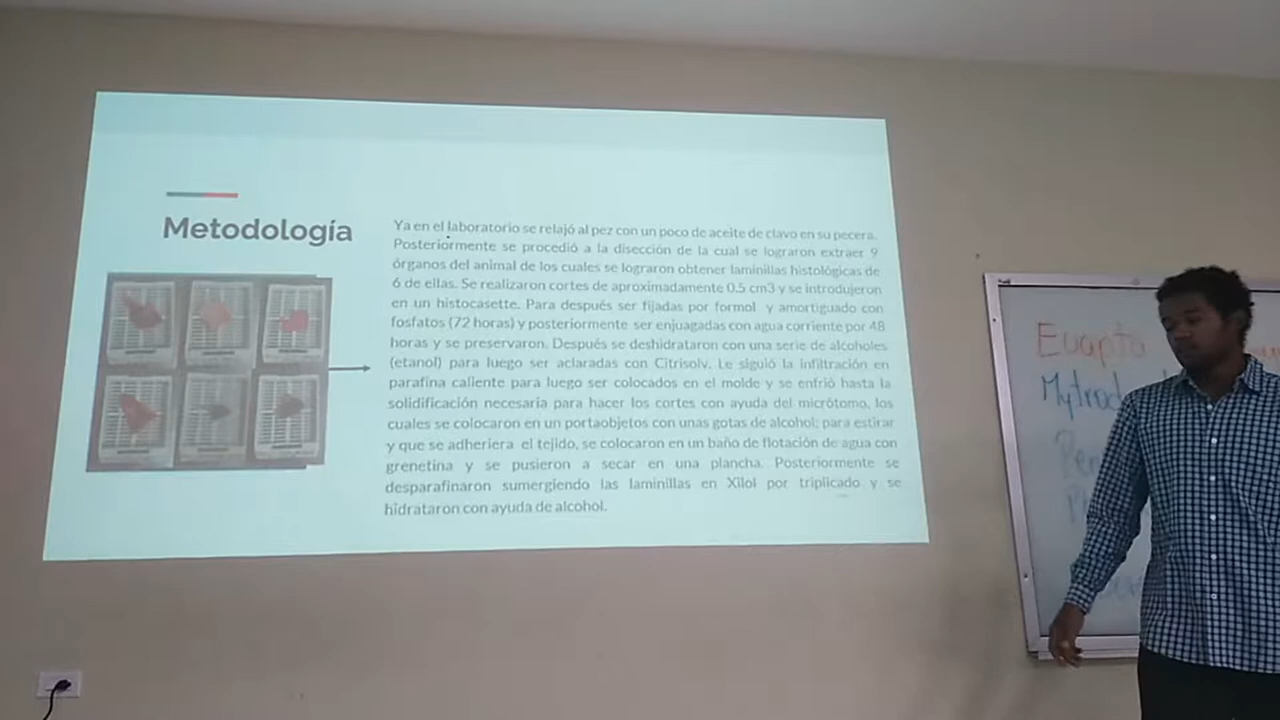 Metodología
Ya en el laboratorio se relajó al pez con un poco de aceite de clavo en su pecera.
Posteriormente se procedió a la disección de la cual se lograron extraer 9
órganos del animal de los cuales se lograron obtener laminillas histológicas de
6 de ellas. Se realizaron cortes de aproximadamente 0.5 cm3 y se introdujeron
en un histocasette. Para después ser fijadas por formol y amortiguado con
fosfatos (72 horas) y posteriormente ser enjuagadas con agua corriente por 48
horas y se preservaron. Después se deshidrataron con una serie de alcoholes
(etanol) para luego ser aclaradas con Citrisolv. Le siguió la infiltración en
parafina caliente para luego ser colocados en el molde y se enfrió hasta la
solidificación necesaria para hacer los cortes con ayuda del micrótomo, los
cuales se colocaron en un portaobjetos con unas gotas de alcohol; para estirar
y que se adheriera el tejido, se colocaron en un baño de flotación de agua con
grenetina y se pusieron a secar en una plancha. Posteriormente se
desparafinaron sumergiendo las laminillas en Xilol por triplicado y se
hidrataron con ayuda de alcohol.